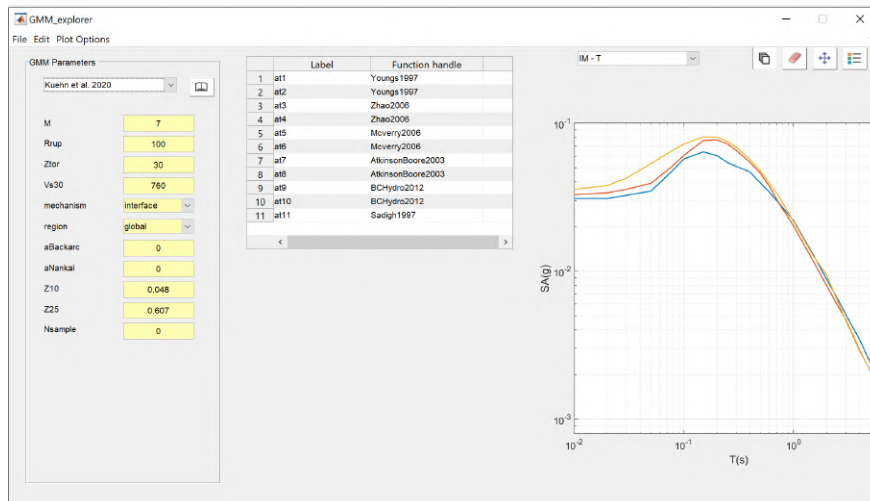 GMM_explorer
File Edit Plot Options
GMM Parameters
Kuehn et al. 2020
M 7
Rrup 100
Ztor 30
Vs30 760
mechanism interface
region global
aBackarc 0
aNankai 0
Z10 0.048
Z25 0.607
Nsample 0
Label Function handle
1 at1 Youngs1997
2 at2 Youngs1997
3 at3 Zhao2006
4 at4 Zhao2006
5 at5 Mcverry2006
6 at6 Mcverry2006
7 at7 AtkinsonBoore2003
8 at8 AtkinsonBoore2003
9 at9 BCHydro2012
10 at10 BCHydro2012
11 at11 Sadigh1997
IM - T
10-1
10-2
10-3
SA(g)
10-2 10-1 100
T(s)